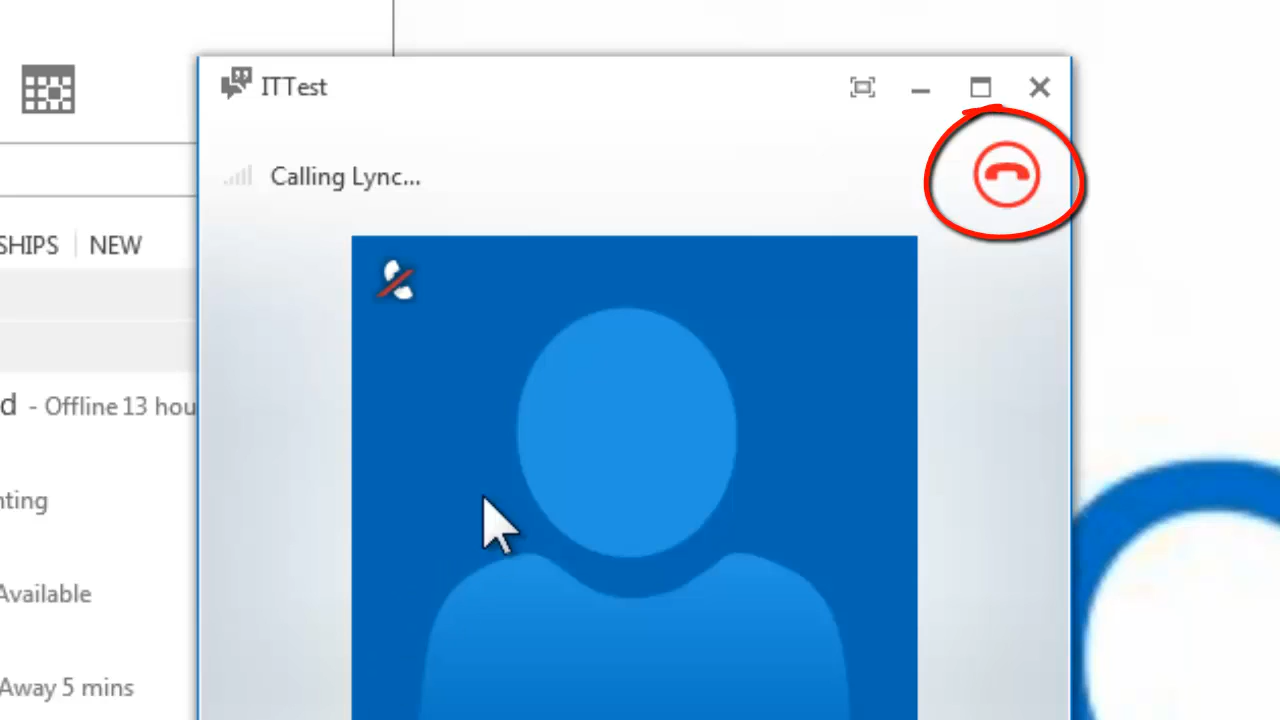 ITTest
Calling Lync...
SHIPS NEW
d - Offline 13 hou
nting
Available
Away 5 mins